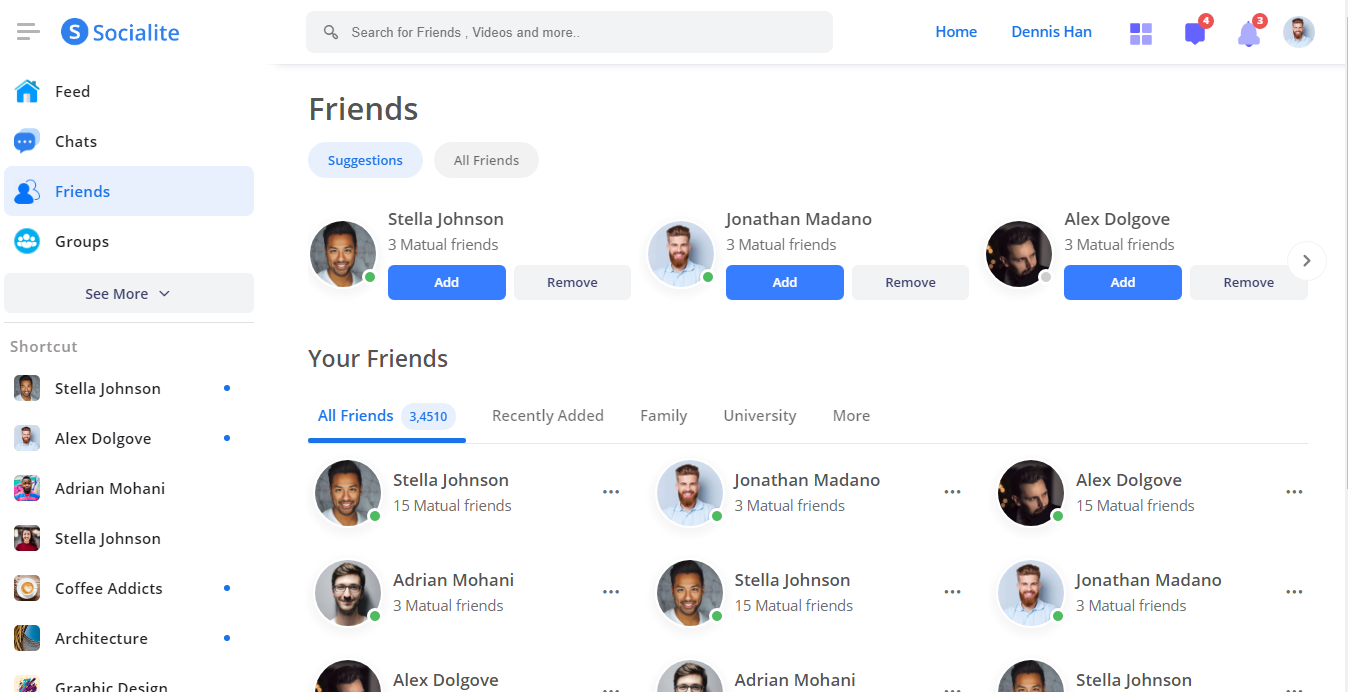 S Socialite
Search for Friends , Videos and more..
Home
Dennis Han
4
3
Feed
Chats
Friends
Groups
See More
Shortcut
Stella Johnson
Alex Dolgove
Adrian Mohani
Stella Johnson
Coffee Addicts
Architecture
Graphic Design
Friends
Suggestions
All Friends
Stella Johnson
3 Matual friends
Add
Remove
Jonathan Madano
3 Matual friends
Add
Remove
Alex Dolgove
3 Matual friends
Add
Remove
Your Friends
All Friends 3,4510
Recently Added
Family
University
More
Stella Johnson
15 Matual friends
Jonathan Madano
3 Matual friends
Alex Dolgove
15 Matual friends
Adrian Mohani
3 Matual friends
Stella Johnson
15 Matual friends
Jonathan Madano
3 Matual friends
Alex Dolgove
Adrian Mohani
Stella Johnson